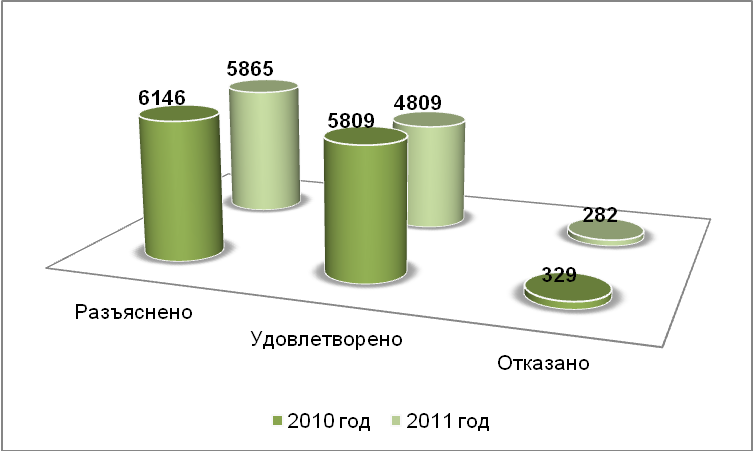 5865
6146
4809
5809
282
329
Разъяснено
Удовлетворено
Отказано
2010 год 2011 год